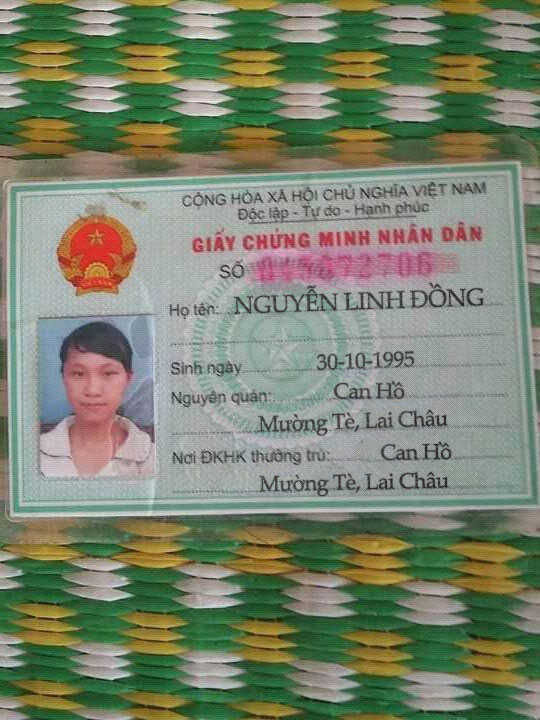 CỘNG HÒA XÃ HỘI CHỦ NGHĨA VIỆT NAM
Độc lập - Tự do - Hạnh phúc
GIẤY CHỨNG MINH NHÂN DÂN
SỐ
Họ tên: NGUYỄN LINH ĐỒNG
Sinh ngày 30-10-1995
Nguyên quán: Can Hồ
Mường Tè, Lai Châu
Nơi ĐKHK thường trú: Can Hồ
Mường Tè, Lai Châu
VIỆT NAM